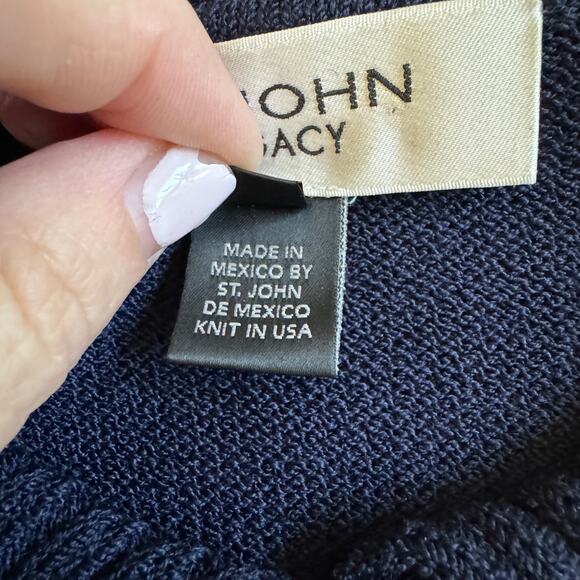 JOHN
GACY
MADE IN
MEXICO BY
ST. JOHN
DE MEXICO
KNIT IN USA